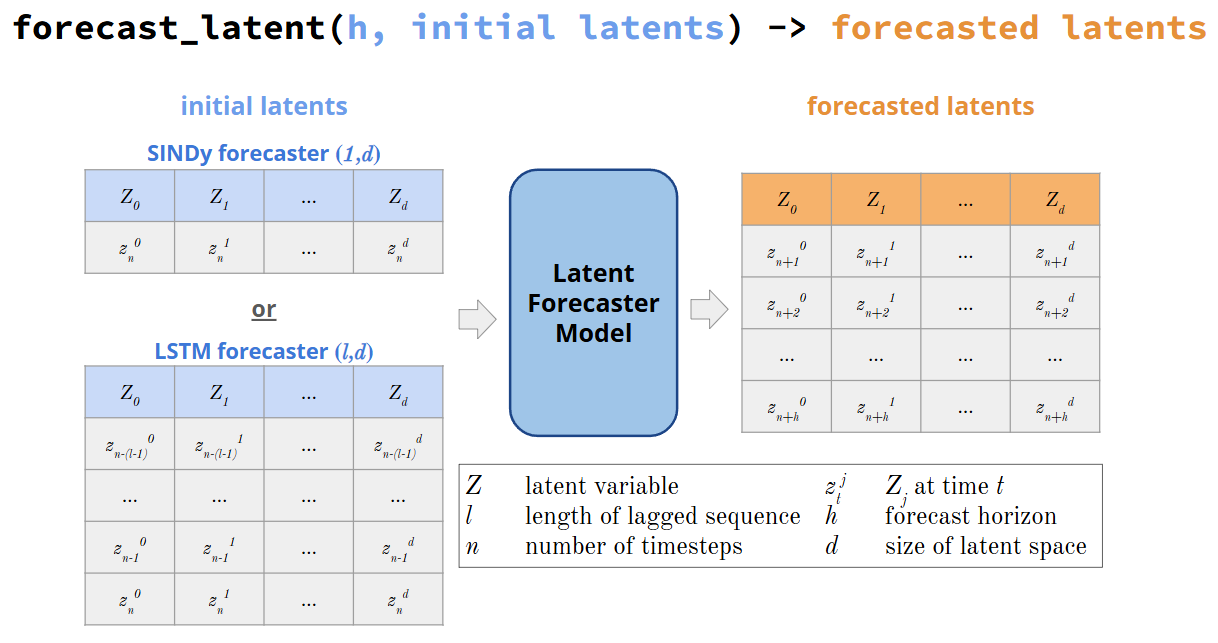 forecast_latent(h, initial latents) -> forecasted latents
initial latents
SINDy forecaster (1,d)
Z_0 Z_1 ... Z_d
z_n^0 z_n^1 ... z_n^d
or
LSTM forecaster (l,d)
Z_0 Z_1 ... Z_d
z_{n-(l-1)}^0 z_{n-(l-1)}^1 ... z_{n-(l-1)}^d
... ... ... ...
z_{n-1}^0 z_{n-1}^1 ... z_{n-1}^d
z_n^0 z_n^1 ... z_n^d
Latent
Forecaster
Model
forecasted latents
Z_0 Z_1 ... Z_d
z_{n+1}^0 z_{n+1}^1 ... z_{n+1}^d
z_{n+2}^0 z_{n+2}^1 ... z_{n+2}^d
... ... ... ...
z_{n+h}^0 z_{n+h}^1 ... z_{n+h}^d
Z latent variable z_t^j Z_j at time t
l length of lagged sequence h forecast horizon
n number of timesteps d size of latent space